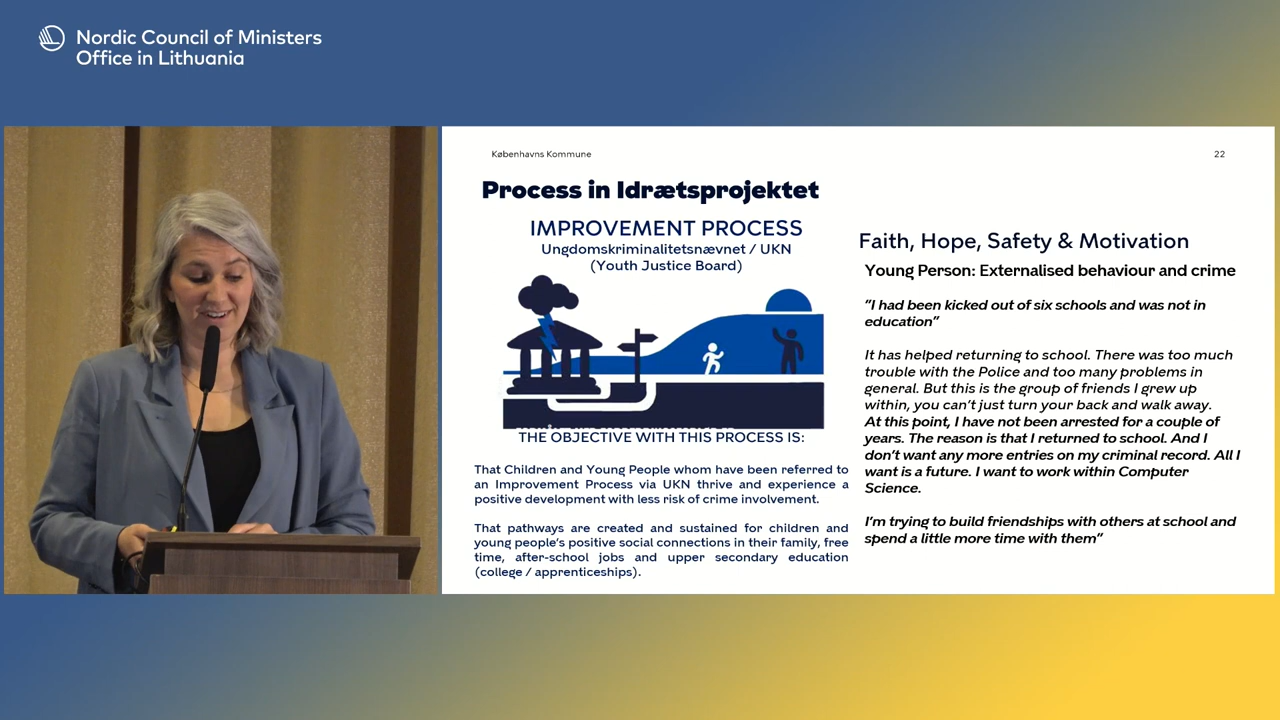 Nordic Council of Ministers
Office in Lithuania
Københavns Kommune
22
Process in Idrætsprojektet
IMPROVEMENT PROCESS
Ungdomskriminalitetsnævnet / UKN
(Youth Justice Board)
THE OBJECTIVE WITH THIS PROCESS IS:
That Children and Young People whom have been referred to
an Improvement Process via UKN thrive and experience a
positive development with less risk of crime involvement.
That pathways are created and sustained for children and
young people's positive social connections in their family, free
time, after-school jobs and upper secondary education
(college / apprenticeships).
Faith, Hope, Safety & Motivation
Young Person: Externalised behaviour and crime
"I had been kicked out of six schools and was not in
education"
It has helped returning to school. There was too much
trouble with the Police and too many problems in
general. But this is the group of friends I grew up
within, you can't just turn your back and walk away.
At this point, I have not been arrested for a couple of
years. The reason is that I returned to school. And I
don't want any more entries on my criminal record. All I
want is a future. I want to work within Computer
Science.
I'm trying to build friendships with others at school and
spend a little more time with them"